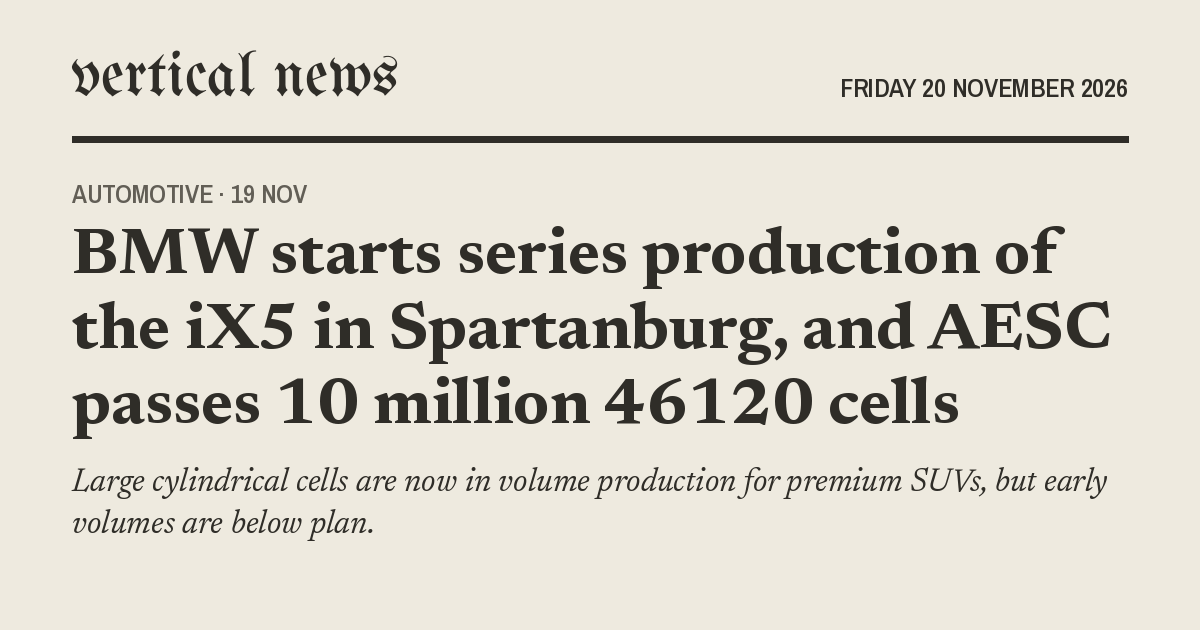 vertical news
FRIDAY 20 NOVEMBER 2026
AUTOMOTIVE · 19 NOV
BMW starts series production of
the iX5 in Spartanburg, and AESC
passes 10 million 46120 cells
Large cylindrical cells are now in volume production for premium SUVs, but early
volumes are below plan.